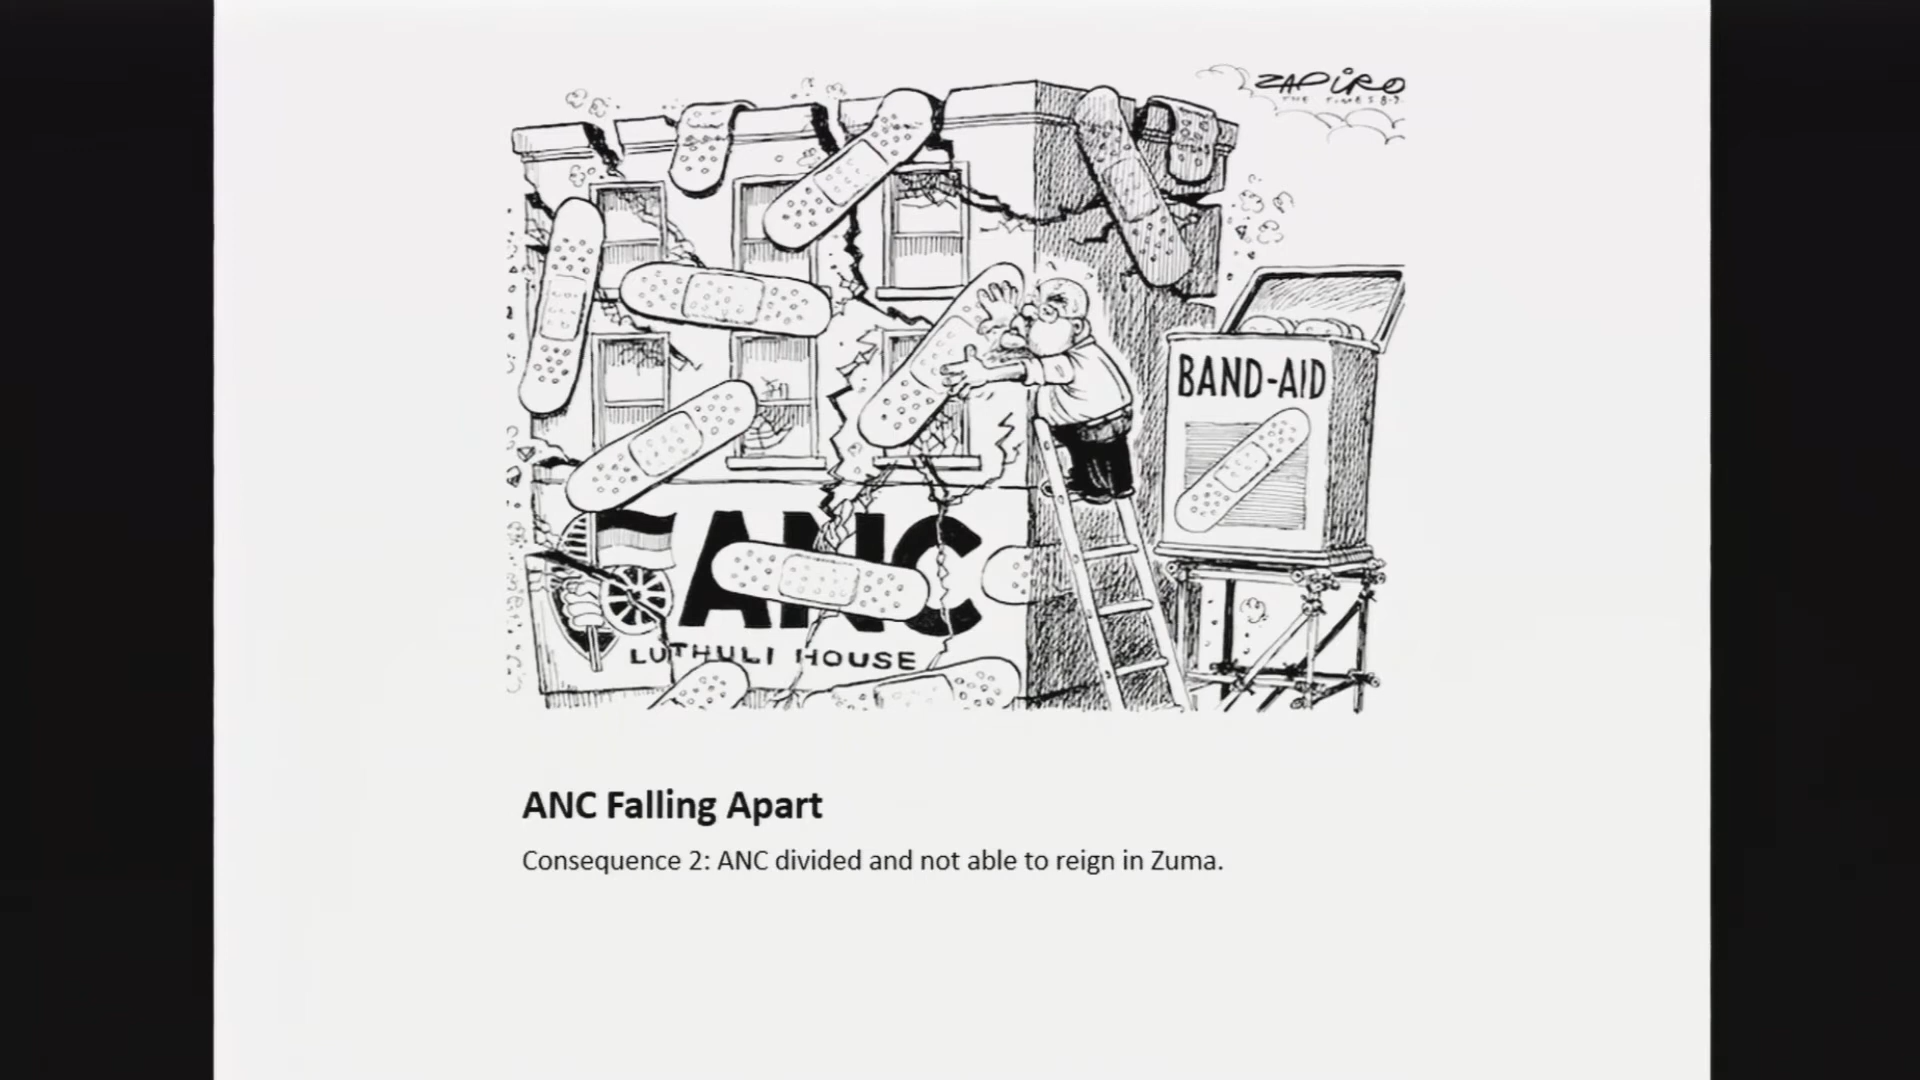 ZAPIRO
BAND-AID
ANC
LUTHULI HOUSE
ANC Falling Apart
Consequence 2: ANC divided and not able to reign in Zuma.